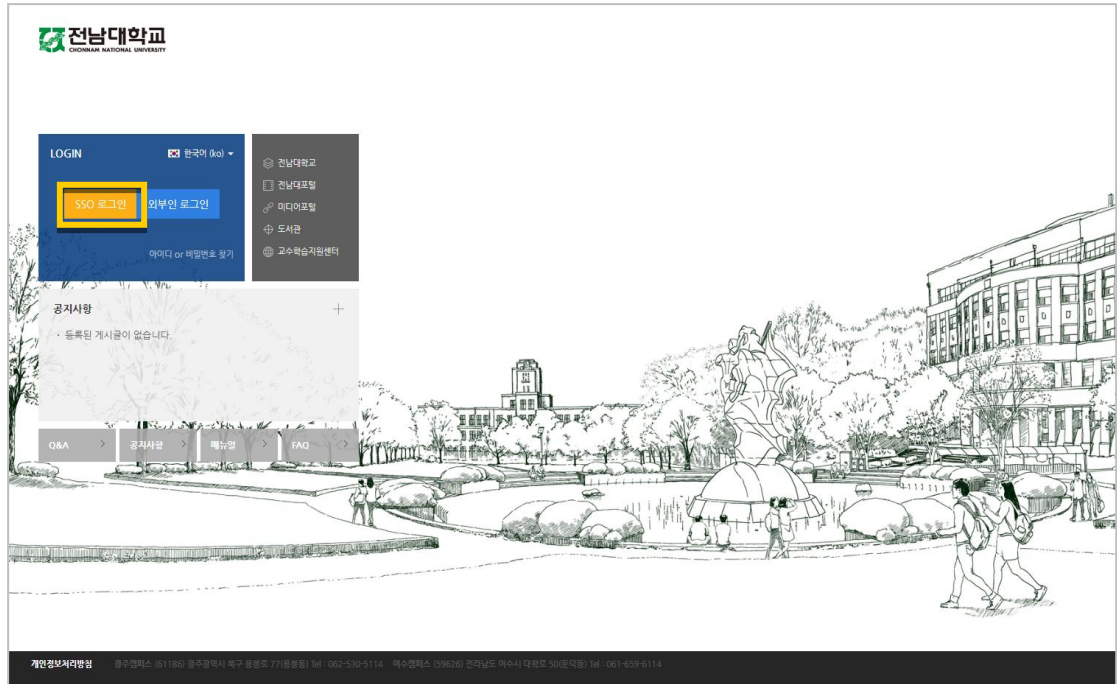 전남대학교
CHONNAM NATIONAL UNIVERSITY
LOGIN
한국어 (ko)
SSO 로그인
외부인 로그인
아이디 or 비밀번호 찾기
전남대학교
전남대포털
미디어포털
도서관
교수학습지원센터
공지사항
· 등록된 게시글이 없습니다.
Q&A > 공지사항 > 매뉴얼 > FAQ >
개인정보처리방침 광주캠퍼스 (61186) 광주광역시 북구 용봉로 77(용봉동) Tel : 062-530-5114 여수캠퍼스 (59626) 전라남도 여수시 대학로 50(둔덕동) Tel : 061-659-6114